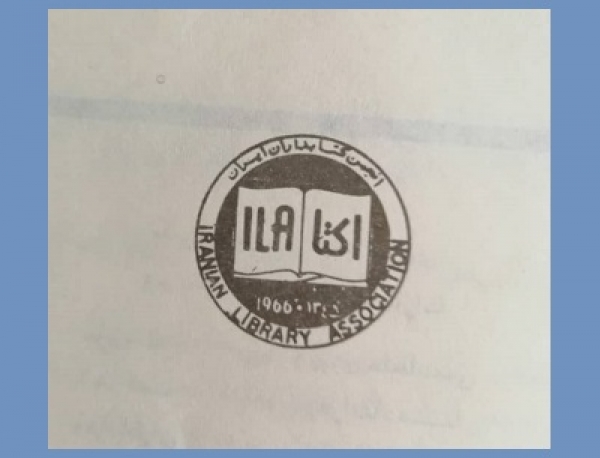 انجمن کتابداران ایران
ILA اکتا
1966-۱۳۴۵
IRANIAN LIBRARY ASSOCIATION